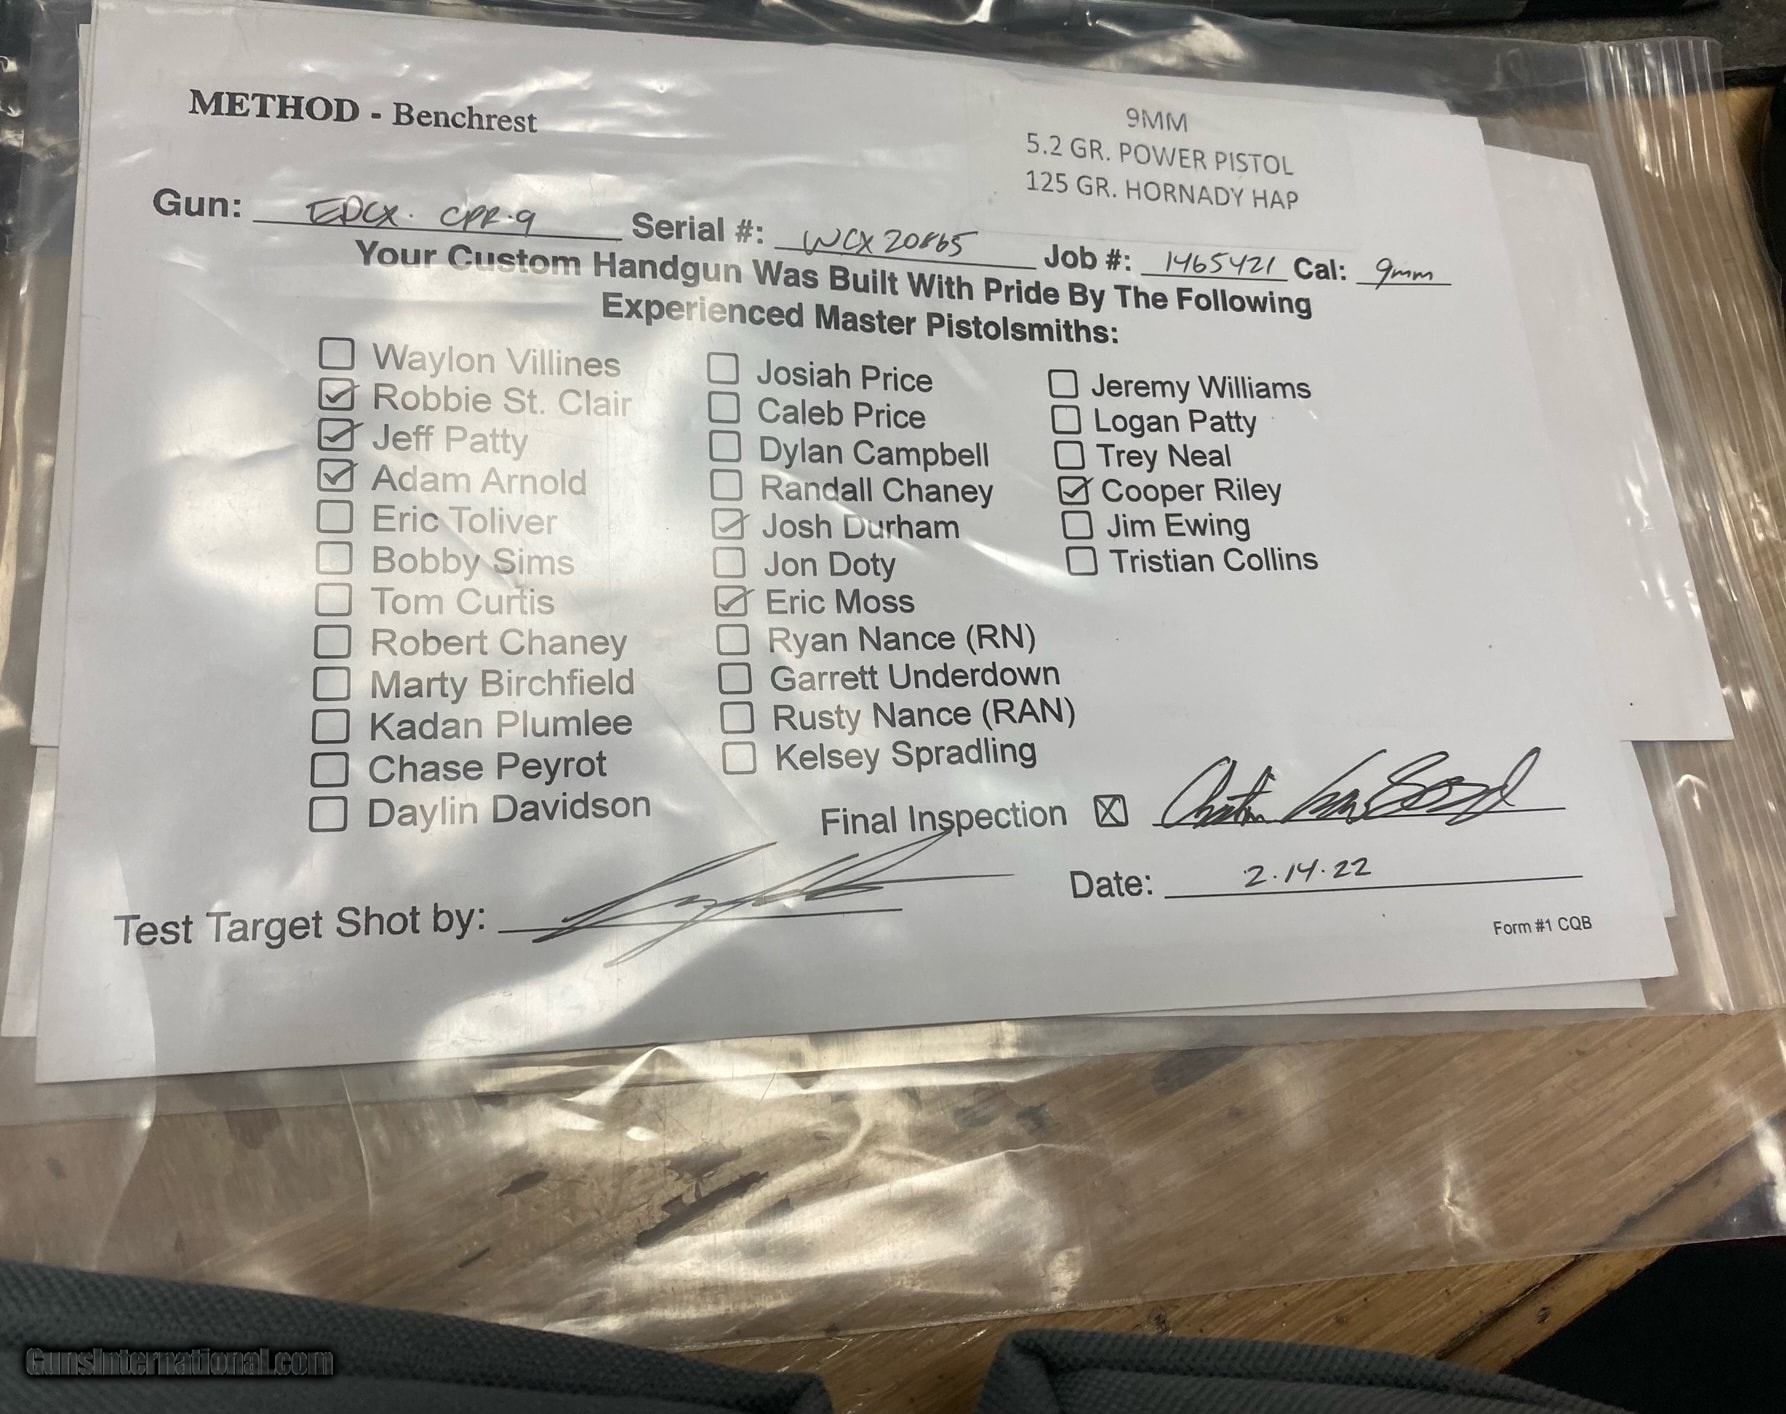 METHOD - Benchrest
9MM
5.2 GR. POWER PISTOL
125 GR. HORNADY HAP
Gun: EDCX. CPR.9 Serial #: WCX20865 Job #: 1465421 Cal: 9mm
Your Custom Handgun Was Built With Pride By The Following
Experienced Master Pistolsmiths:
Waylon Villines
Robbie St. Clair
Jeff Patty
Adam Arnold
Eric Toliver
Bobby Sims
Tom Curtis
Robert Chaney
Marty Birchfield
Kadan Plumlee
Chase Peyrot
Daylin Davidson
Josiah Price
Caleb Price
Dylan Campbell
Randall Chaney
Josh Durham
Jon Doty
Eric Moss
Ryan Nance (RN)
Garrett Underdown
Rusty Nance (RAN)
Kelsey Spradling
Jeremy Williams
Logan Patty
Trey Neal
Cooper Riley
Jim Ewing
Tristian Collins
Final Inspection X
Test Target Shot by:
Date: 2.14.22
Form #1 CQB
GunsInternational.com